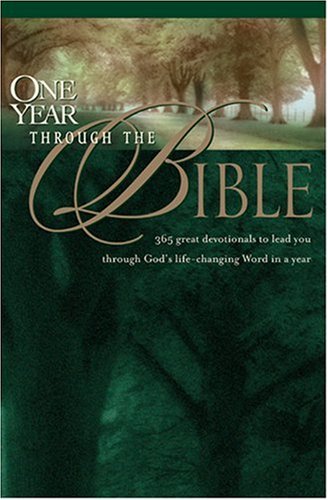 ONE
YEAR
THROUGH THE
BIBLE
365 great devotionals to lead you
through God's life-changing Word in a year